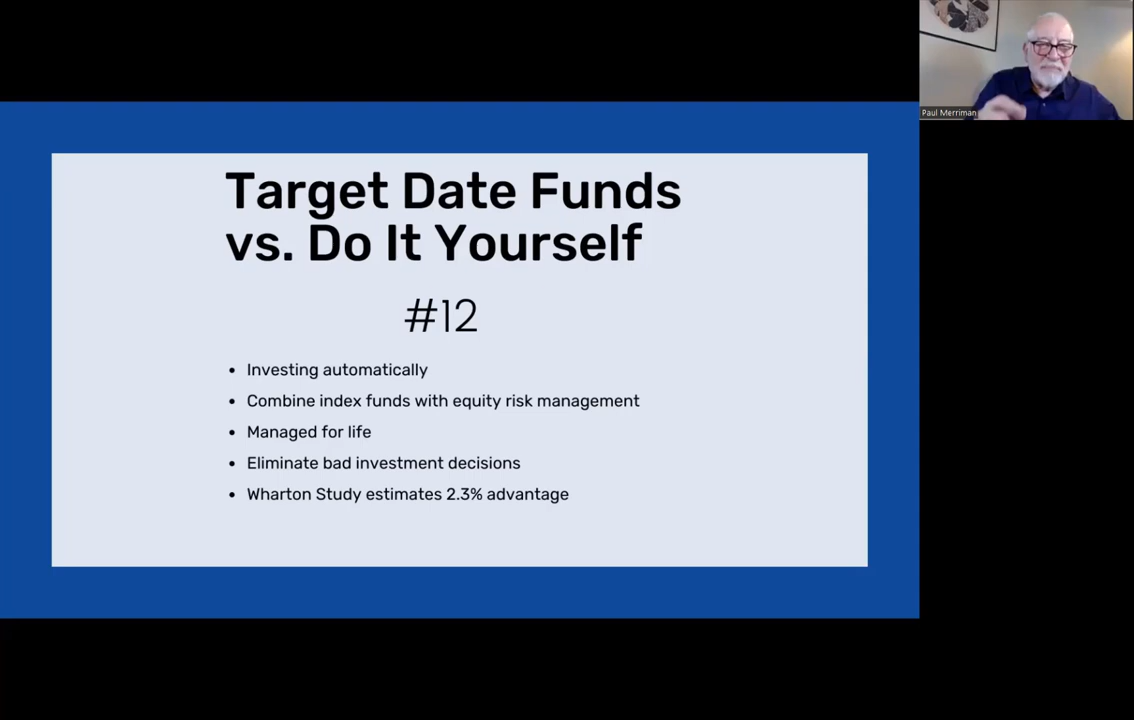 Target Date Funds
vs. Do It Yourself
#12
• Investing automatically
• Combine index funds with equity risk management
• Managed for life
• Eliminate bad investment decisions
• Wharton Study estimates 2.3% advantage
Paul Merriman